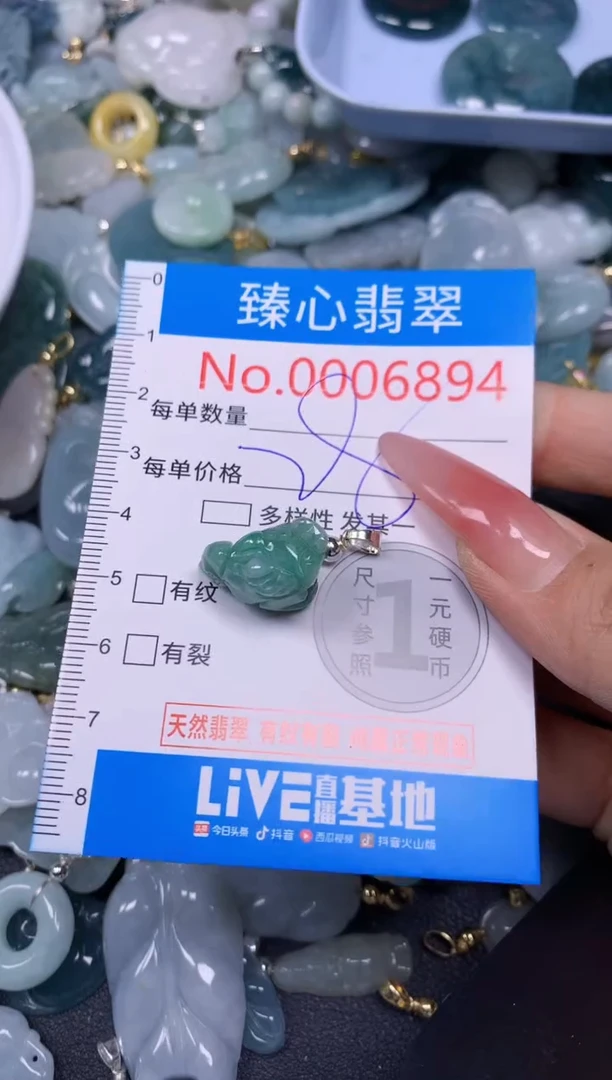 臻心翡翠
No.0006894
每单数量
每单价格
多样性 发其一
有纹
有裂
尺寸参照
1
一元硬币
天然翡翠
LiVE直播基地
今日头条 抖音 西瓜视频 抖音火山版
0
1
2
3
4
5
6
7
8